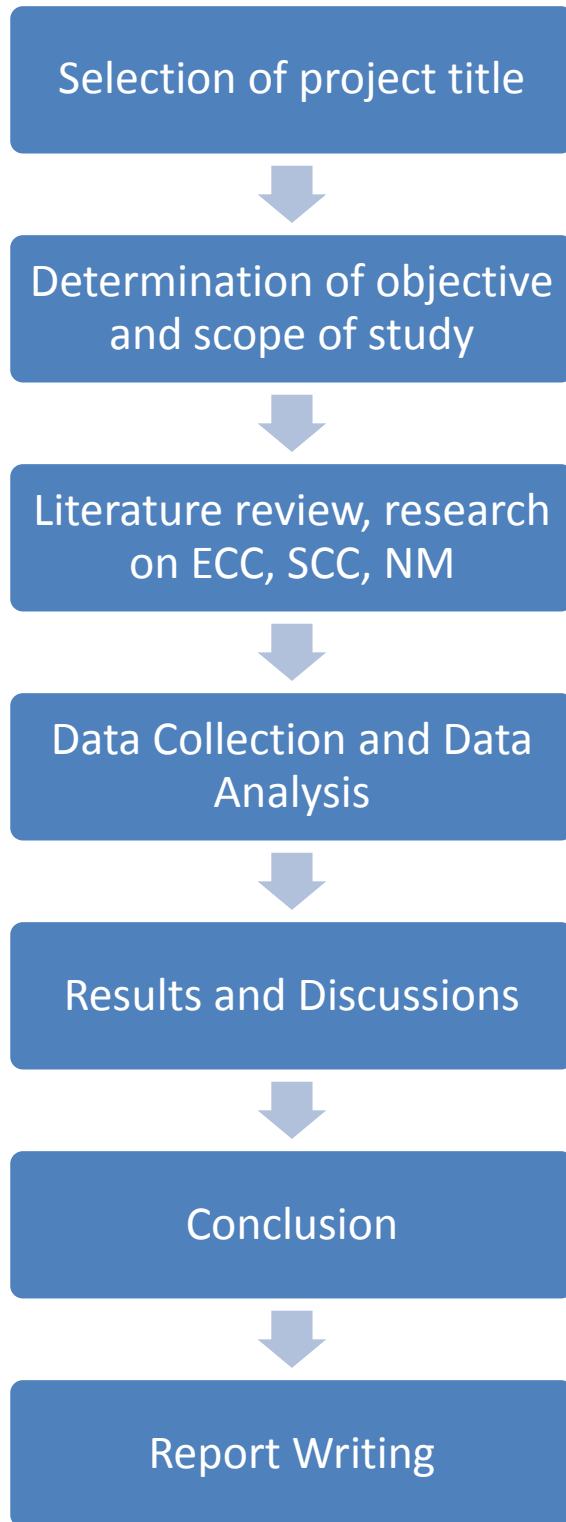 Selection of project title
Determination of objective
and scope of study
Literature review, research
on ECC, SCC, NM
Data Collection and Data
Analysis
Results and Discussions
Conclusion
Report Writing